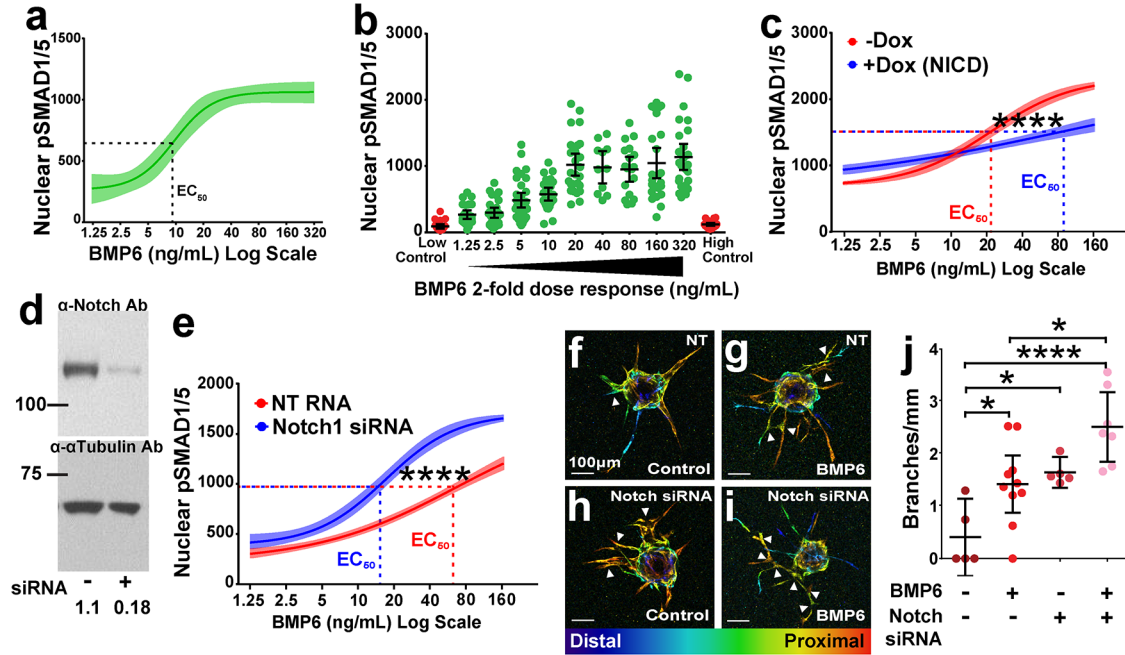 a
Nuclear pSMAD1/5
1500
1000
500
0
EC50
1.25 2.5 5 10 20 40 80 160 320
BMP6 (ng/mL) Log Scale
b
Nuclear pSMAD1/5
3000
2000
1000
0
Low Control
1.25 2.5 5 10 20 40 80 160 320
High Control
BMP6 2-fold dose response (ng/mL)
c
Nuclear pSMAD1/5
-Dox
+Dox (NICD)
3000
2000
1000
0
****
EC50
EC50
1.25 2.5 5 10 20 40 80 160
BMP6 (ng/mL) Log Scale
d
α-Notch Ab
100
α-αTubulin Ab
75
siRNA - +
1.1 0.18
e
Nuclear pSMAD1/5
NT RNA
Notch1 siRNA
2000
1500
1000
500
0
****
EC50
EC50
1.25 2.5 5 10 20 40 80 160
BMP6 (ng/mL) Log Scale
f
NT
100µm
Control
g
NT
BMP6
h
Notch siRNA
Control
i
Notch siRNA
BMP6
Distal Proximal
j
Branches/mm
4
3
2
1
0
*
****
*
*
BMP6 - + - +
Notch - - + +
siRNA